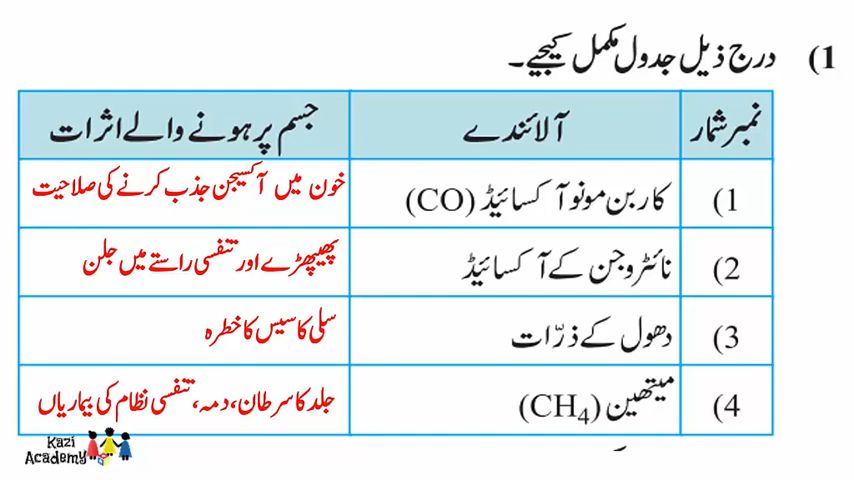 1) درج ذیل جدول مکمل کیجیے۔
نمبر شمار آلائندے جسم پر ہونے والے اثرات
1) کاربن مونو آکسائیڈ (CO) خون میں آکسیجن جذب کرنے کی صلاحیت
2) نائٹروجن کے آکسائیڈ پھیپھڑے اور تنفسی راستے میں جلن
3) دھول کے ذرّات سلی کاسیس کا خطرہ
4) میتھین (CH₄) جلد کا سرطان، دمہ، تنفسی نظام کی بیماریاں
Kazi
Academy